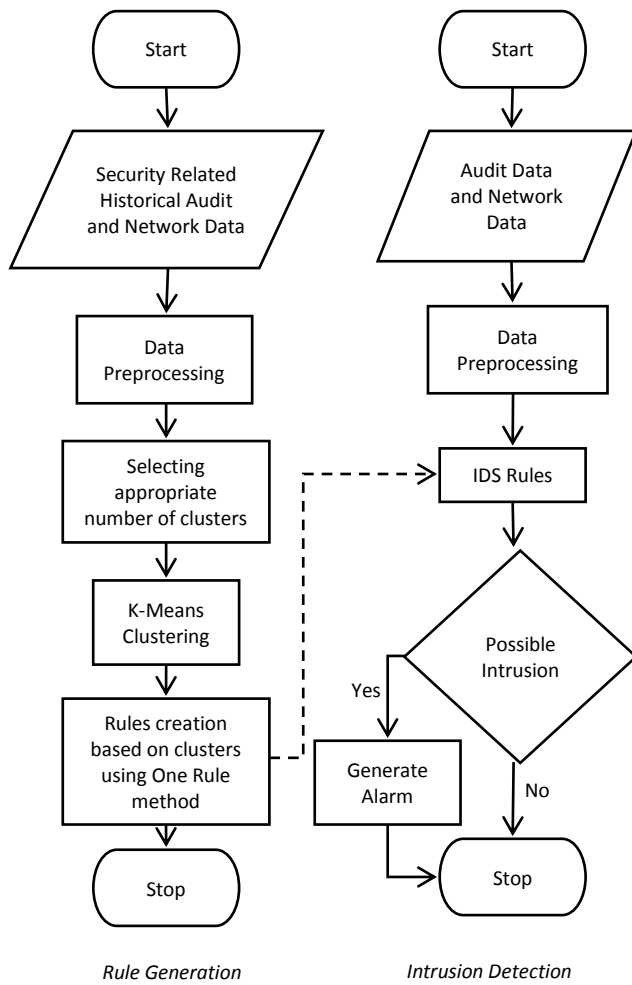 Start
Security Related
Historical Audit
and Network Data
Data
Preprocessing
Selecting
appropriate
number of clusters
K-Means
Clustering
Rules creation
based on clusters
using One Rule
method
Stop
Rule Generation
Start
Audit Data
and Network
Data
Data
Preprocessing
IDS Rules
Possible
Intrusion
Yes
Generate
Alarm
No
Stop
Intrusion Detection